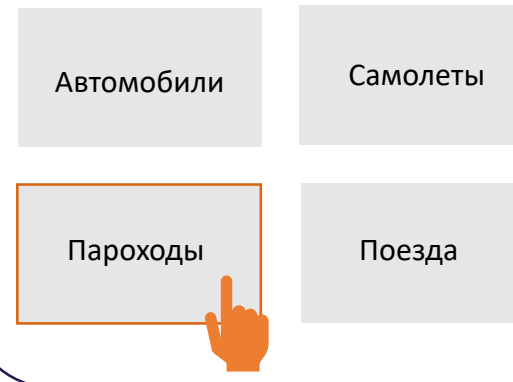 Автомобили
Самолеты
Пароходы
Поезда